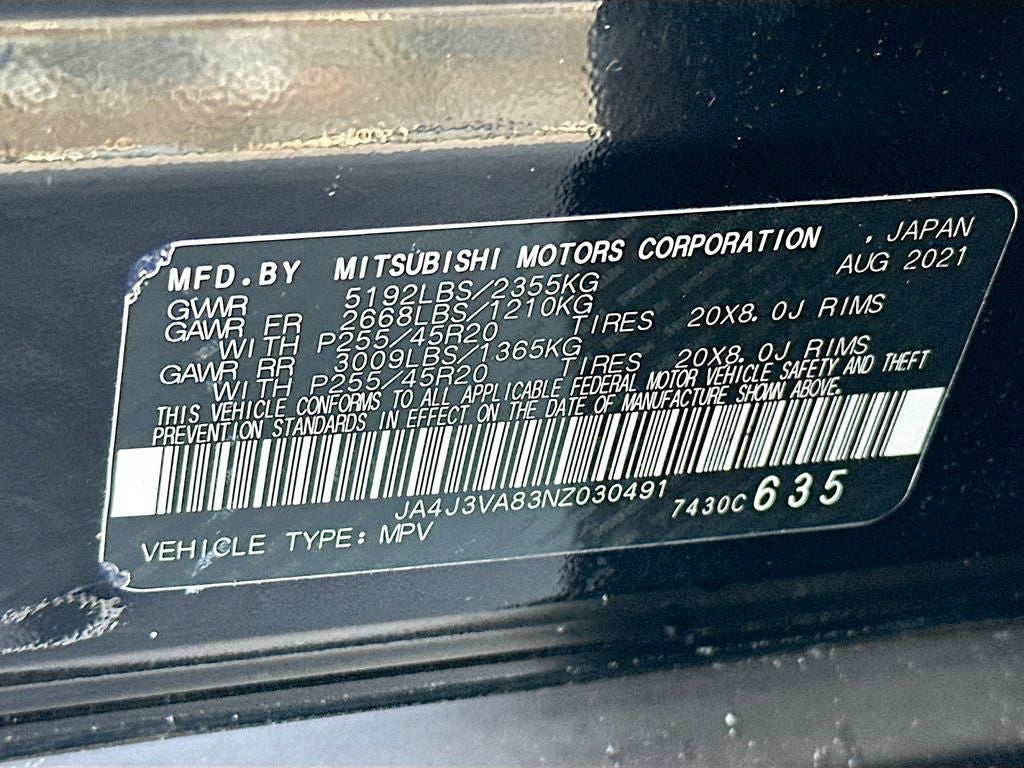 MFD.BY MITSUBISHI MOTORS CORPORATION , JAPAN
AUG 2021
GVWR 5192LBS/2355KG
GAWR FR 2668LBS/1210KG
WITH P255/45R20 TIRES 20X8.0J RIMS
GAWR RR 3009LBS/1365KG
WITH P255/45R20 TIRES 20X8.0J RIMS
THIS VEHICLE CONFORMS TO ALL APPLICABLE FEDERAL MOTOR VEHICLE SAFETY AND THEFT
PREVENTION STANDARDS IN EFFECT ON THE DATE OF MANUFACTURE SHOWN ABOVE.
JA4J3VA83NZ030491 7430C 635
VEHICLE TYPE: MPV